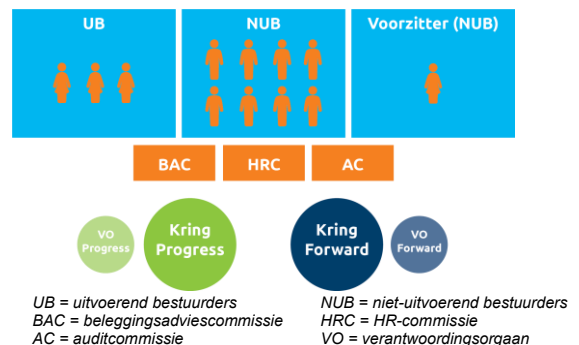 UB
NUB
Voorzitter (NUB)
BAC
HRC
AC
VO
Progress
Kring
Progress
Kring
Forward
VO
Forward
UB = uitvoerend bestuurders
BAC = beleggingsadviescommissie
AC = auditcommissie
NUB = niet-uitvoerend bestuurders
HRC = HR-commissie
VO = verantwoordingsorgaan